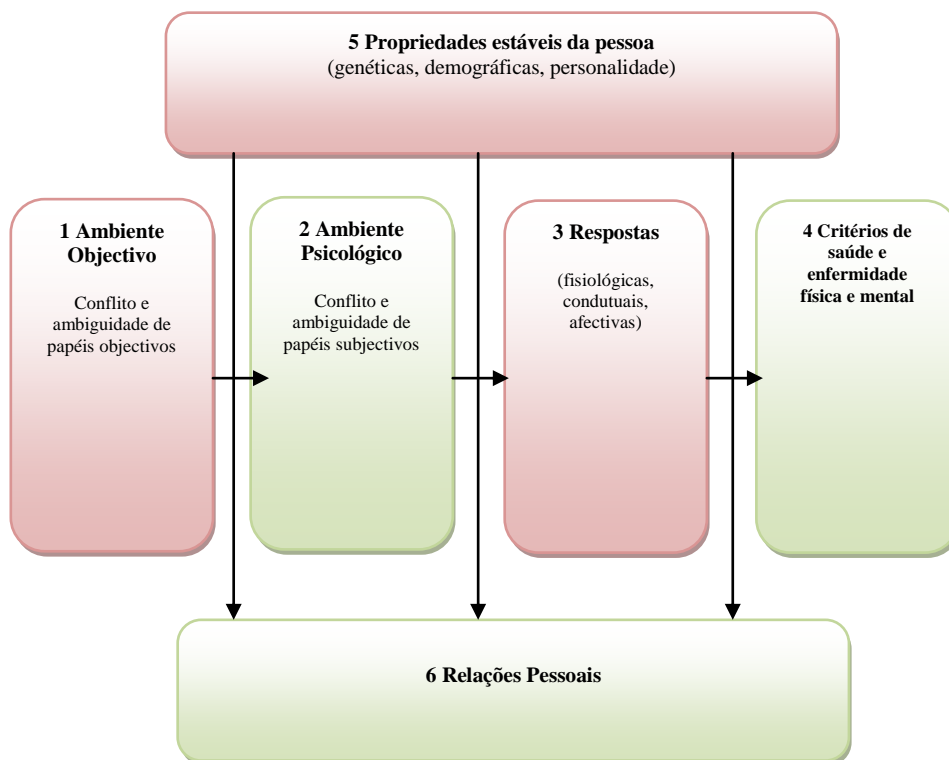 5 Propriedades estáveis da pessoa
(genéticas, demográficas, personalidade)
1 Ambiente
Objectivo
Conflito e
ambiguidade de
papéis objectivos
2 Ambiente
Psicológico
Conflito e
ambiguidade de
papéis subjectivos
3 Respostas
(fisiológicas,
condutuais,
afectivas)
4 Critérios de
saúde e
enfermidade
física e mental
6 Relações Pessoais